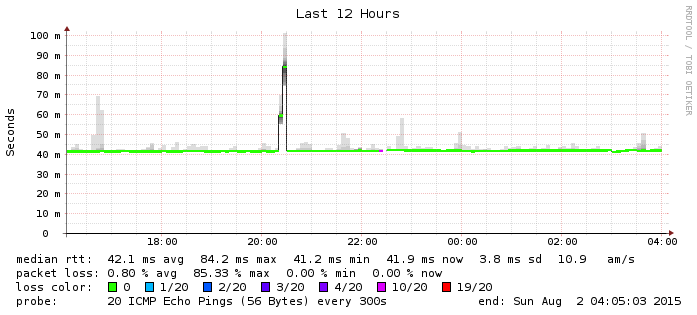 Last 12 Hours
RRDTOOL / TOBI OETIKER
Seconds
100 m
90 m
80 m
70 m
60 m
50 m
40 m
30 m
20 m
10 m
0
18:00 20:00 22:00 00:00 02:00 04:00
median rtt: 42.1 ms avg 84.2 ms max 41.2 ms min 41.9 ms now 3.8 ms sd 10.9 am/s
packet loss: 0.80 % avg 85.33 % max 0.00 % min 0.00 % now
loss color: 0 1/20 2/20 3/20 4/20 10/20 19/20
probe: 20 ICMP Echo Pings (56 Bytes) every 300s end: Sun Aug 2 04:05:03 2015